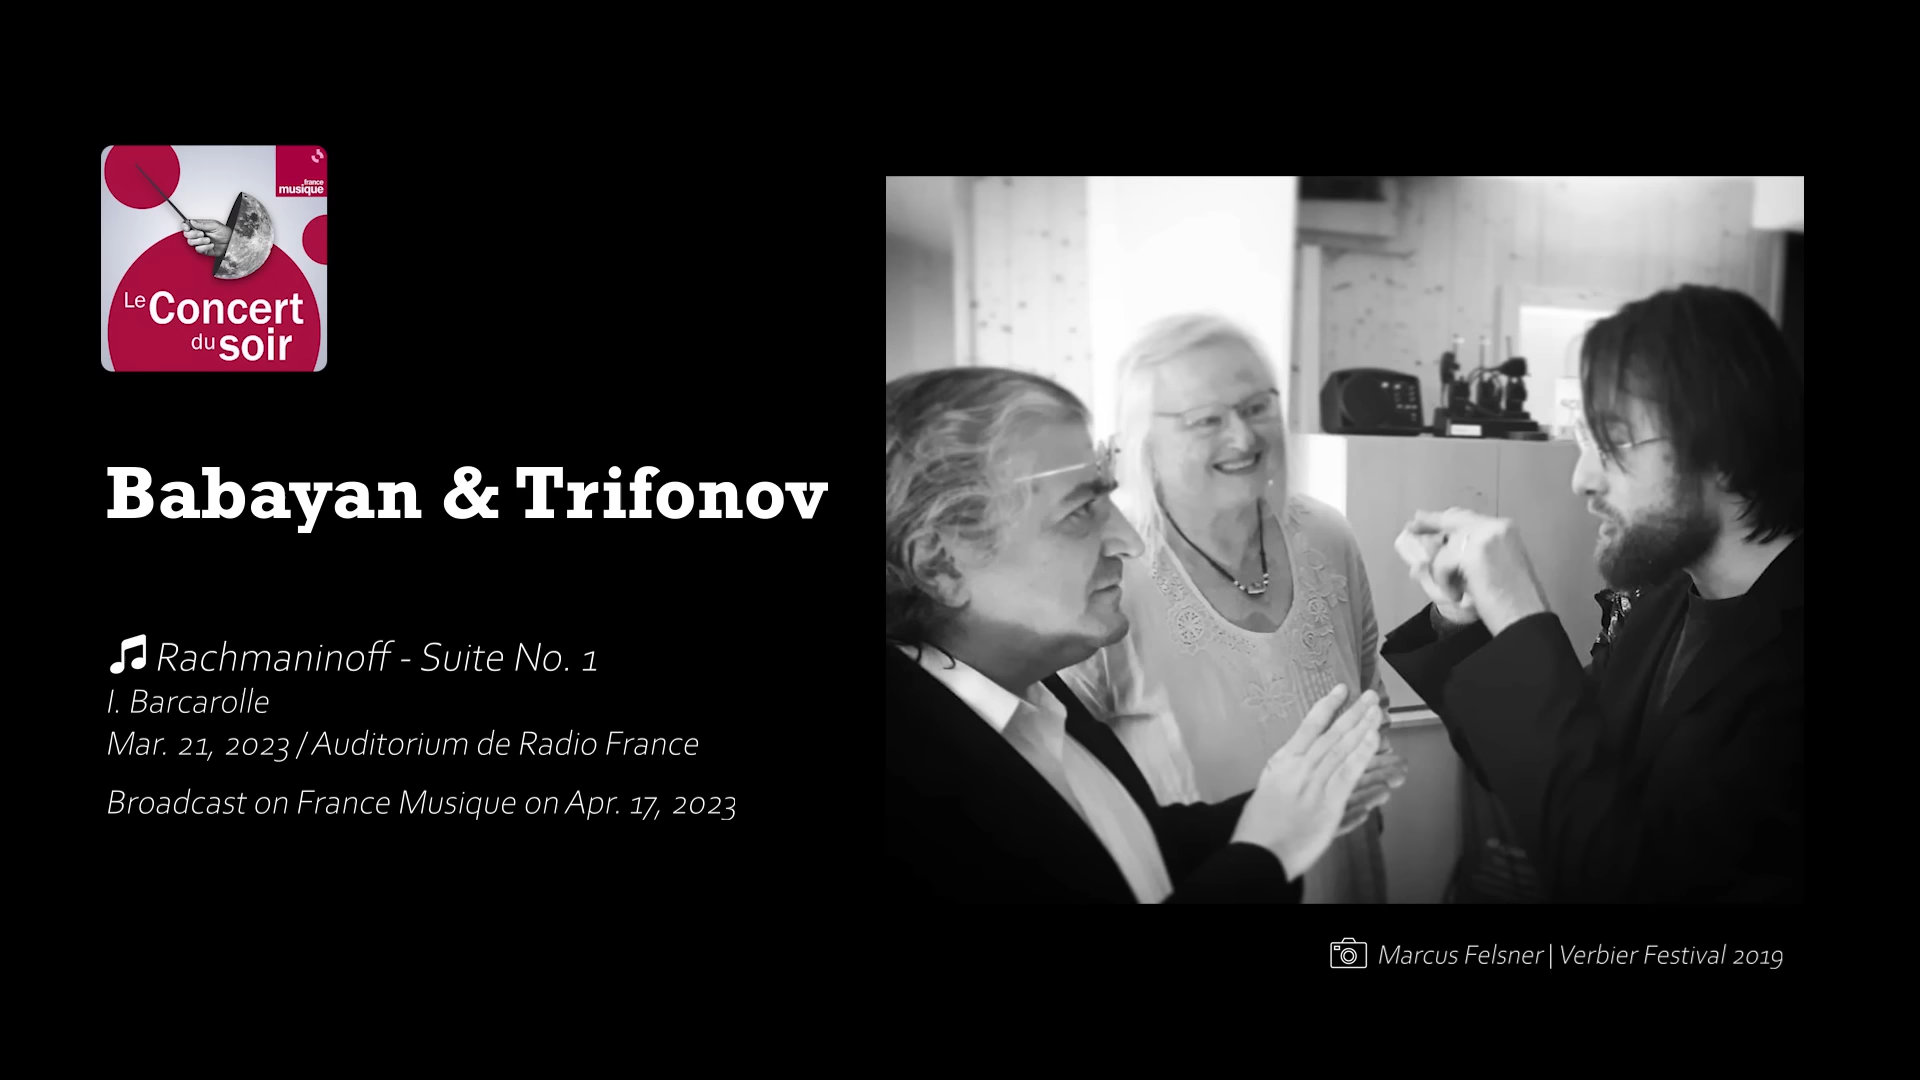 france
musique
Le Concert
du soir
Babayan & Trifonov
Rachmaninoff - Suite No. 1
I. Barcarolle
Mar. 21, 2023 / Auditorium de Radio France
Broadcast on France Musique on Apr. 17, 2023
Marcus Felsner | Verbier Festival 2019